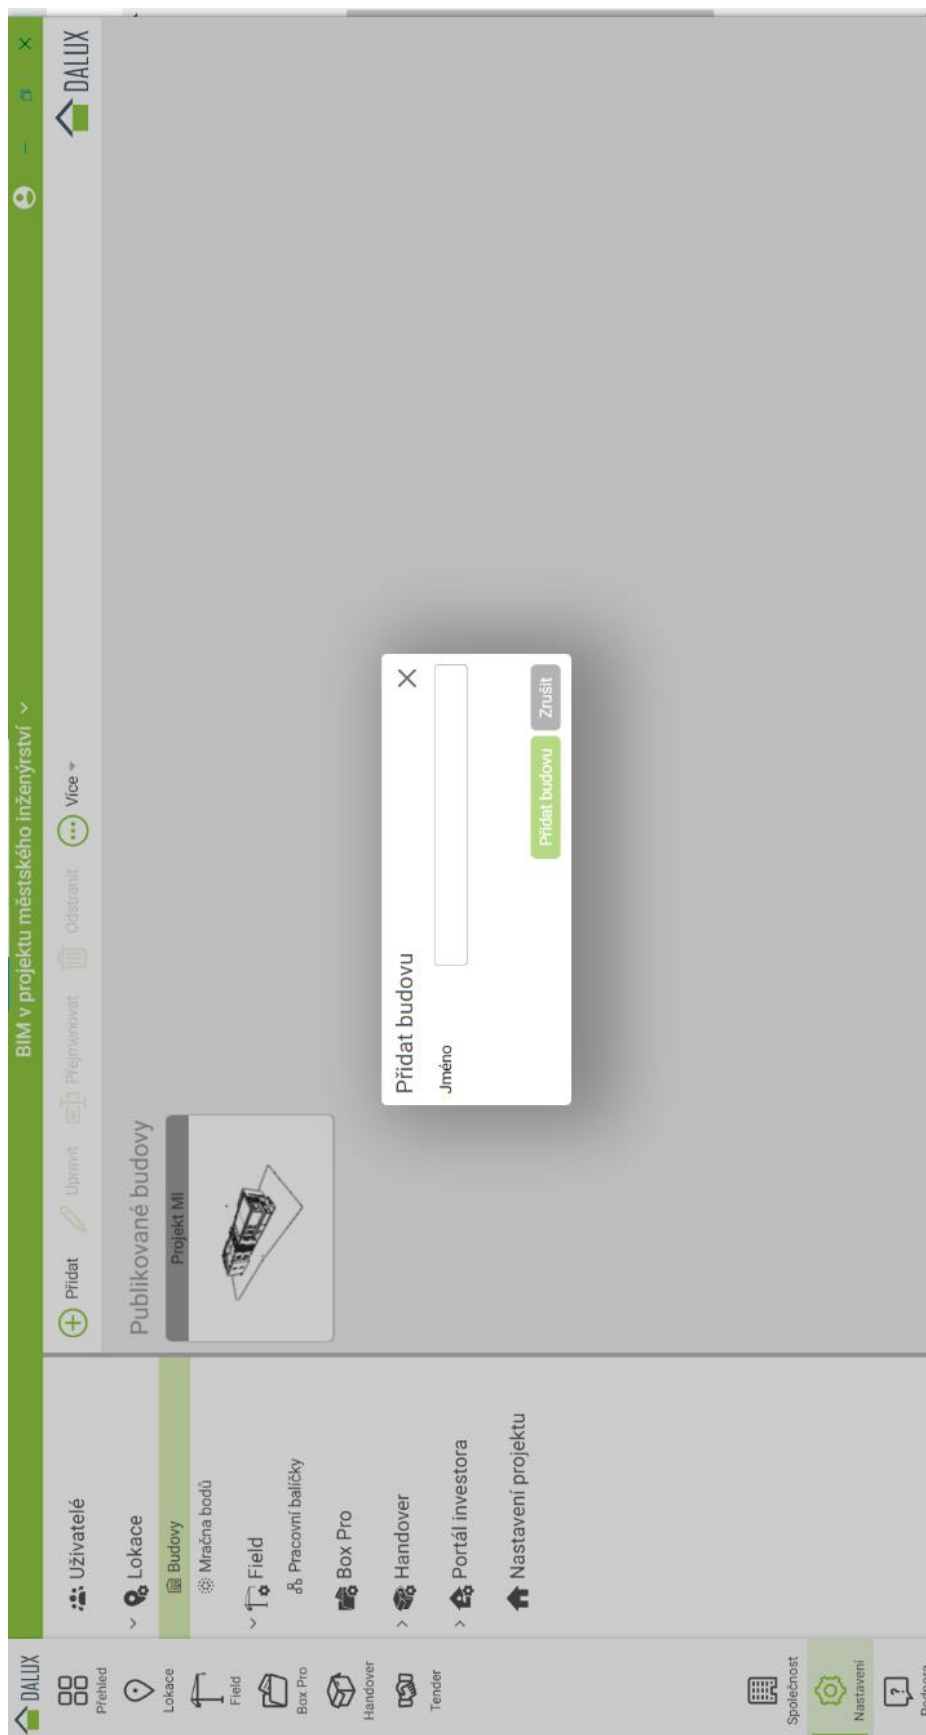 DALUX
BIM v projektu městského inženýrství
Přehled
Lokace
Field
Box Pro
Handover
Tender
Společnost
Nastavení
Uživatelé
Lokace
Budovy
Mračna bodů
Field
Pracovní balíčky
Box Pro
Handover
Portál investora
Nastavení projektu
Přidat Upravit Přejmenovat Odstranit Více
DALUX
Publikované budovy
Projekt MI
Přidat budovu
Jméno
Přidat budovu Zrušit